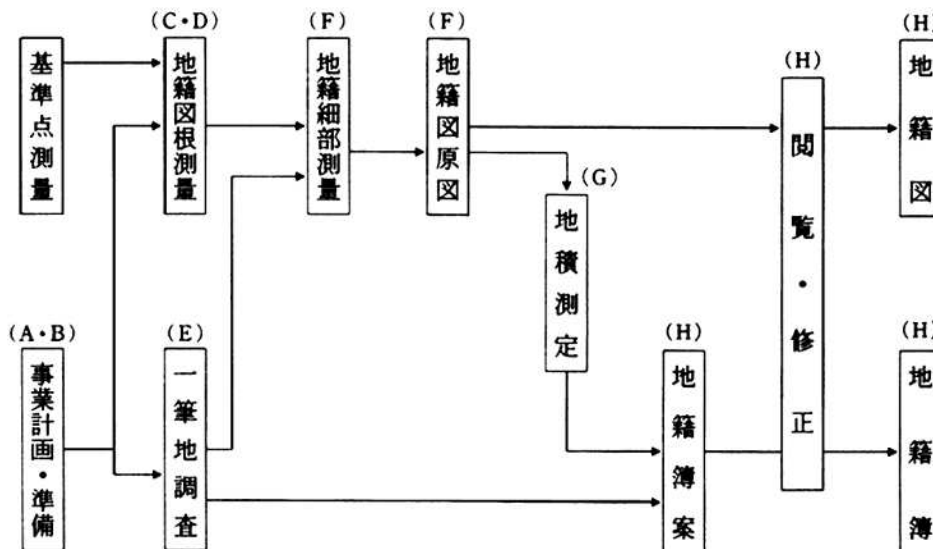 (C・D)
(F)
(F)
(H)
(H)
基準点測量
地籍図根測量
地籍細部測量
地籍図原図
(G)
地積測定
閲覧・修正
地籍図
(A・B)
(E)
(H)
(H)
事業計画・準備
一筆地調査
地籍簿案
地籍簿